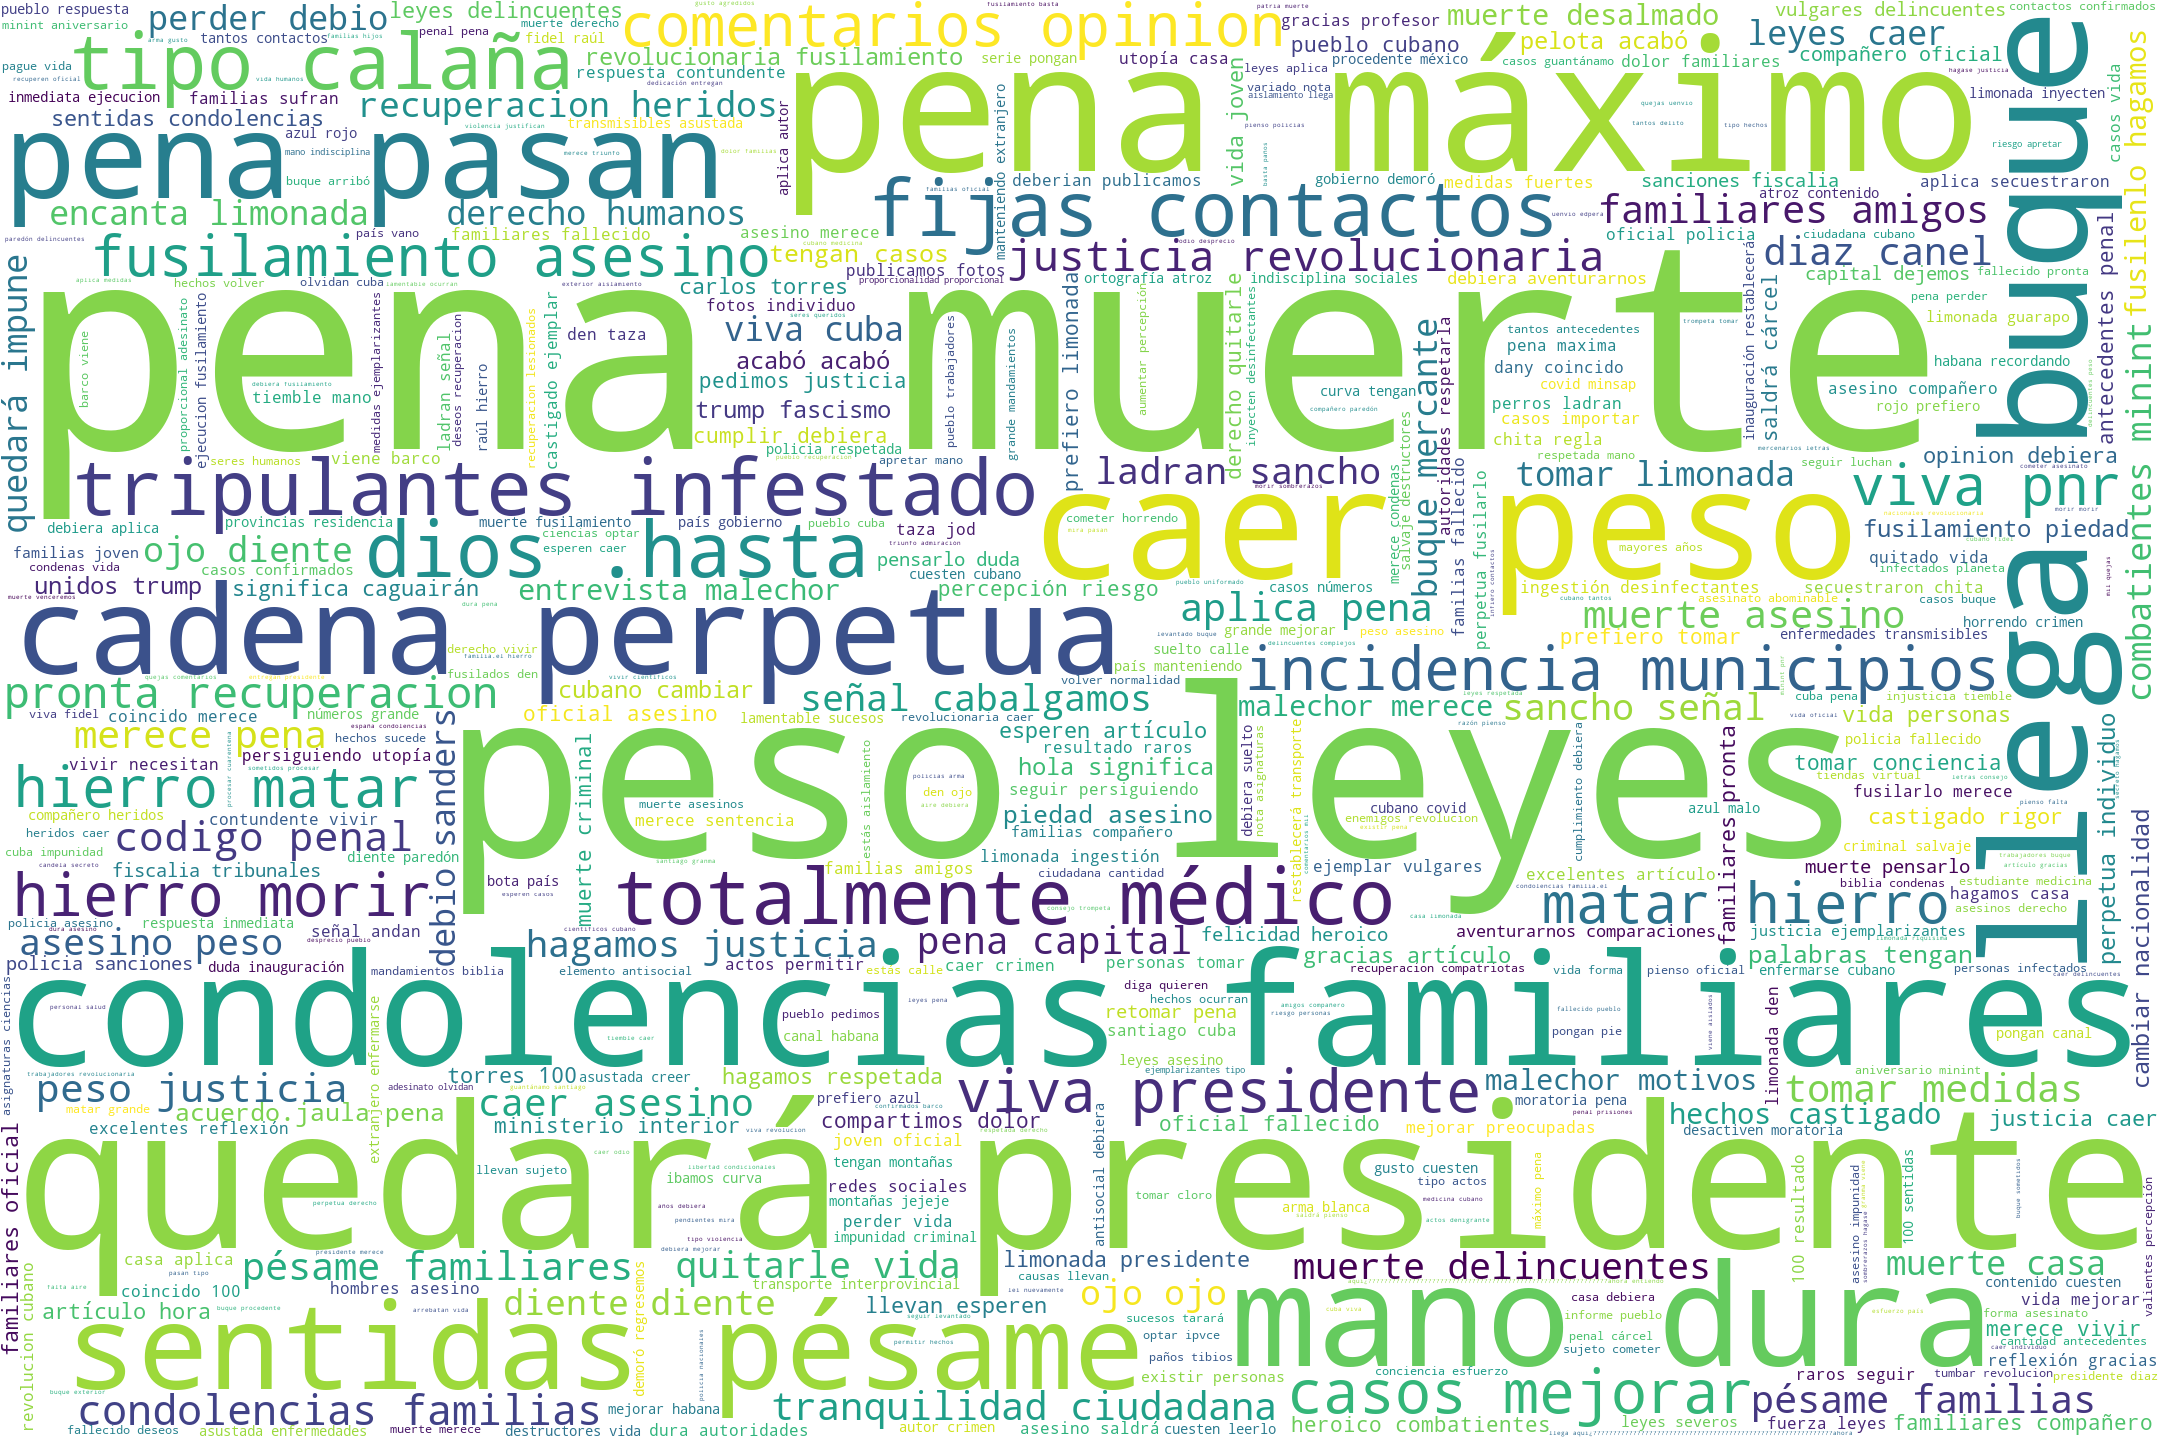 pena muerte
peso leyes
quedará presidente
condolencias familiares
pena máximo
cadena perpetua
sentidas pésame
mano dura
caer peso
llega buque
pena pasan
tripulantes infestado
dios .hasta
totalmente médico
fijas contactos
incidencia municipios
comentarios opinion
tipo calaña
fusilamiento asesino
justicia revolucionaria
familiares amigos
hierro matar
hierro morir
matar hierro
viva presidente
casos mejorar
tranquilidad ciudadana
condolencias familias
pésame familias
pésame familiares
diente diente
quitarle vida
ojo ojo
muerte delincuentes
muerte casa
caer asesino
hechos castigado
tomar medidas
malechor motivos
peso justicia
asesino peso
hagamos justicia
pena capital
codigo penal
merece pena
pronta recuperacion
señal cabalgamos
sancho señal
malechor merece
aplica pena
muerte asesino
viva pnr
tomar limonada
ladran sancho
diaz canel
viva cuba
trump fascismo
acabó acabó
pedimos justicia
carlos torres
recuperacion heridos
derecho humanos
encanta limonada
sentidas condolencias
revolucionaria fusilamiento
perder debio
leyes delincuentes
muerte desalmado
pelota acabó
leyes caer
vulgares delincuentes
compañero oficial
pueblo cubano
gracias profesor
utopía casa
serie pongan
fidel raúl
respuesta contundente
tantos contactos
minint aniversario
pueblo respuesta
pague vida
inmediata ejecucion
familias sufran
azul rojo
mano indisciplina
buque arribó
transmisibles asustada
aplica autor
manteniendo extranjero
vida joven
procedente méxico
leyes aplica
variado nota
aislamiento llega
casos guantánamo
dolor familiares
limonada inyecten
riesgo apretar
casos vida
fusilenlo hagamos
contactos confirmados
deberian publicamos
gobierno demoró
medidas fuertes
sanciones fiscalia
atroz contenido
aplica secuestraron
oficial policia
ciudadana cubano
capital dejemos
fallecido pronta
pena perder
limonada guarapo
habana recordando
asesino compañero
rojo prefiero
opinion debiera
antecedentes penal
combatientes minint
quedará impune
país vano
familiares fallecido
asesino merece
tengan casos
publicamos fotos
fotos individuo
ortografía atroz
indisciplina sociales
debiera aventurarnos
hechos volver
olvidan cuba
den taza
tiemble mano
barco viene
proporcional adesinato
ejecucion fusilamiento
medidas ejemplarizantes
ladran señal
deseos recuperacion
raúl hierro
recuperacion lesionados
castigado ejemplar
pueblo trabajadores
grande mandamientos
prefiero limonada
aumentar percepción
derecho quitarle
inyecten desinfectantes
curva tengan
buque mercante
autoridades respetarla
tantos antecedentes
pena maxima
dany coincido
covid minsap
perros ladran
casos importar
chita regla
respetada mano
inauguración restablecerá
saldrá cárcel
seguir luchan
cumplir debiera
policia respetada
apretar mano
seres humanos
viene barco
debiera aplica
provincias residencia
muerte fusilamiento
país gobierno
pueblo cuba
taza jod
ciencias optar
esperen caer
pensarlo duda
cuesten cubano
cometer horrendo
merece condenas
salvaje destructores
familias fallecido
perpetua fusilarlo
mayores años
fusilamiento piedad
quitado vida
infectados planeta
familias joven
condenas vida
ojo diente
casos confirmados
unidos trump
significa caguairán
entrevista malechor
percepción riesgo
casos números
ingestión desinfectantes
secuestraron chita
asesinato abominable
casos buque
horrendo crimen
prefiero tomar
enfermedades transmisibles
grande mejorar
peso asesino
suelto calle
país manteniendo
volver normalidad
derecho vivir
fusilados den
cubano cambiar
oficial asesino
lamentable sucesos
revolucionaria caer
viva fidel
coincido merece
números grande
hechos sucede
vivir necesitan
persiguiendo utopía
debio sanders
muerte criminal
esperen artículo
resultado raros
hola significa
seguir persiguiendo
piedad asesino
familias compañero
estás aislamiento
den ojo
muerte asesinos
merece sentencia
debiera suelto
nota asignaturas
restablecerá transporte
cubano covid
enemigos revolucion
ejemplar vulgares
excelentes artículo
cumplimiento debiera
azul malo
familiares pronta
cuba pena
injusticia tiemble
vida oficial
vida personas
policia fallecido
tomar conciencia
tiendas virtual
fusilarlo merece
castigado rigor
criminal salvaje
muerte pensarlo
biblia condenas
estudiante medicina
hagamos casa
asesinos derecho
perpetua individuo
cambiar nacionalidad
compañero heridos
heridos caer
contundente vivir
cuba impunidad
diente paredón
fiscalia tribunales
bota país
familias amigos
limonada ingestión
ciudadana cantidad
policia asesino
respuesta inmediata
señal andan
policia sanciones
duda inauguración
mandamientos biblia
elemento antisocial
actos permitir
estás calle
caer crimen
felicidad heroico
personas tomar
gracias artículo
recuperacion compatriotas
aventurarnos comparaciones
justicia ejemplarizantes
palabras tengan
vida forma
pienso oficial
enfermarse cubano
personas infectados
diga quieren
hechos ocurran
retomar pena
santiago cuba
pueblo pedimos
canal habana
pongan pie
pongan canal
leyes asesino
asignaturas ciencias
extranjero enfermarse
torres 100
asustada creer
hagamos respetada
adesinato olvidan
prefiero azul
moratoria pena
aniversario minint
limonada den
justicia caer
matar grande
acuerdo.jaula pena
excelentes reflexión
ministerio interior
compartimos dolor
joven oficial
oficial fallecido
mejorar preocupadas
desactiven moratoria
llevan sujeto
ibamos curva
tengan montañas
redes sociales
montañas jejeje
perder vida
impunidad criminal
antisocial debiera
tomar cloro
gusto cuesten
tipo actos
arma blanca
máximo pena
100 resultado
asesino impunidad
100 sentidas
valientes percepción
familiares oficial
revolucion cubano
casa aplica
coincido 100
hombres asesino
transporte interprovincial
limonada presidente
causas llevan
contenido cuesten
vida mejorar
artículo hora
demoró regresemos
llevan esperen
sucesos tarará
optar ipvce
paños tibios
existir personas
casa debiera
informe pueblo
penal cárcel
sujeto cometer
forma asesinato
merece vivir
cantidad antecedentes
reflexión gracias
conciencia esfuerzo
raros seguir
tumbar revolucion
presidente diaz
mejorar habana
fallecido deseos
asustada enfermedades
muerte merece
destructores vida
dura autoridades
autor crimen
asesino saldrá
cuesten leerlo
heroico combatientes
leyes severos
fuerza leyes
familiares compañero